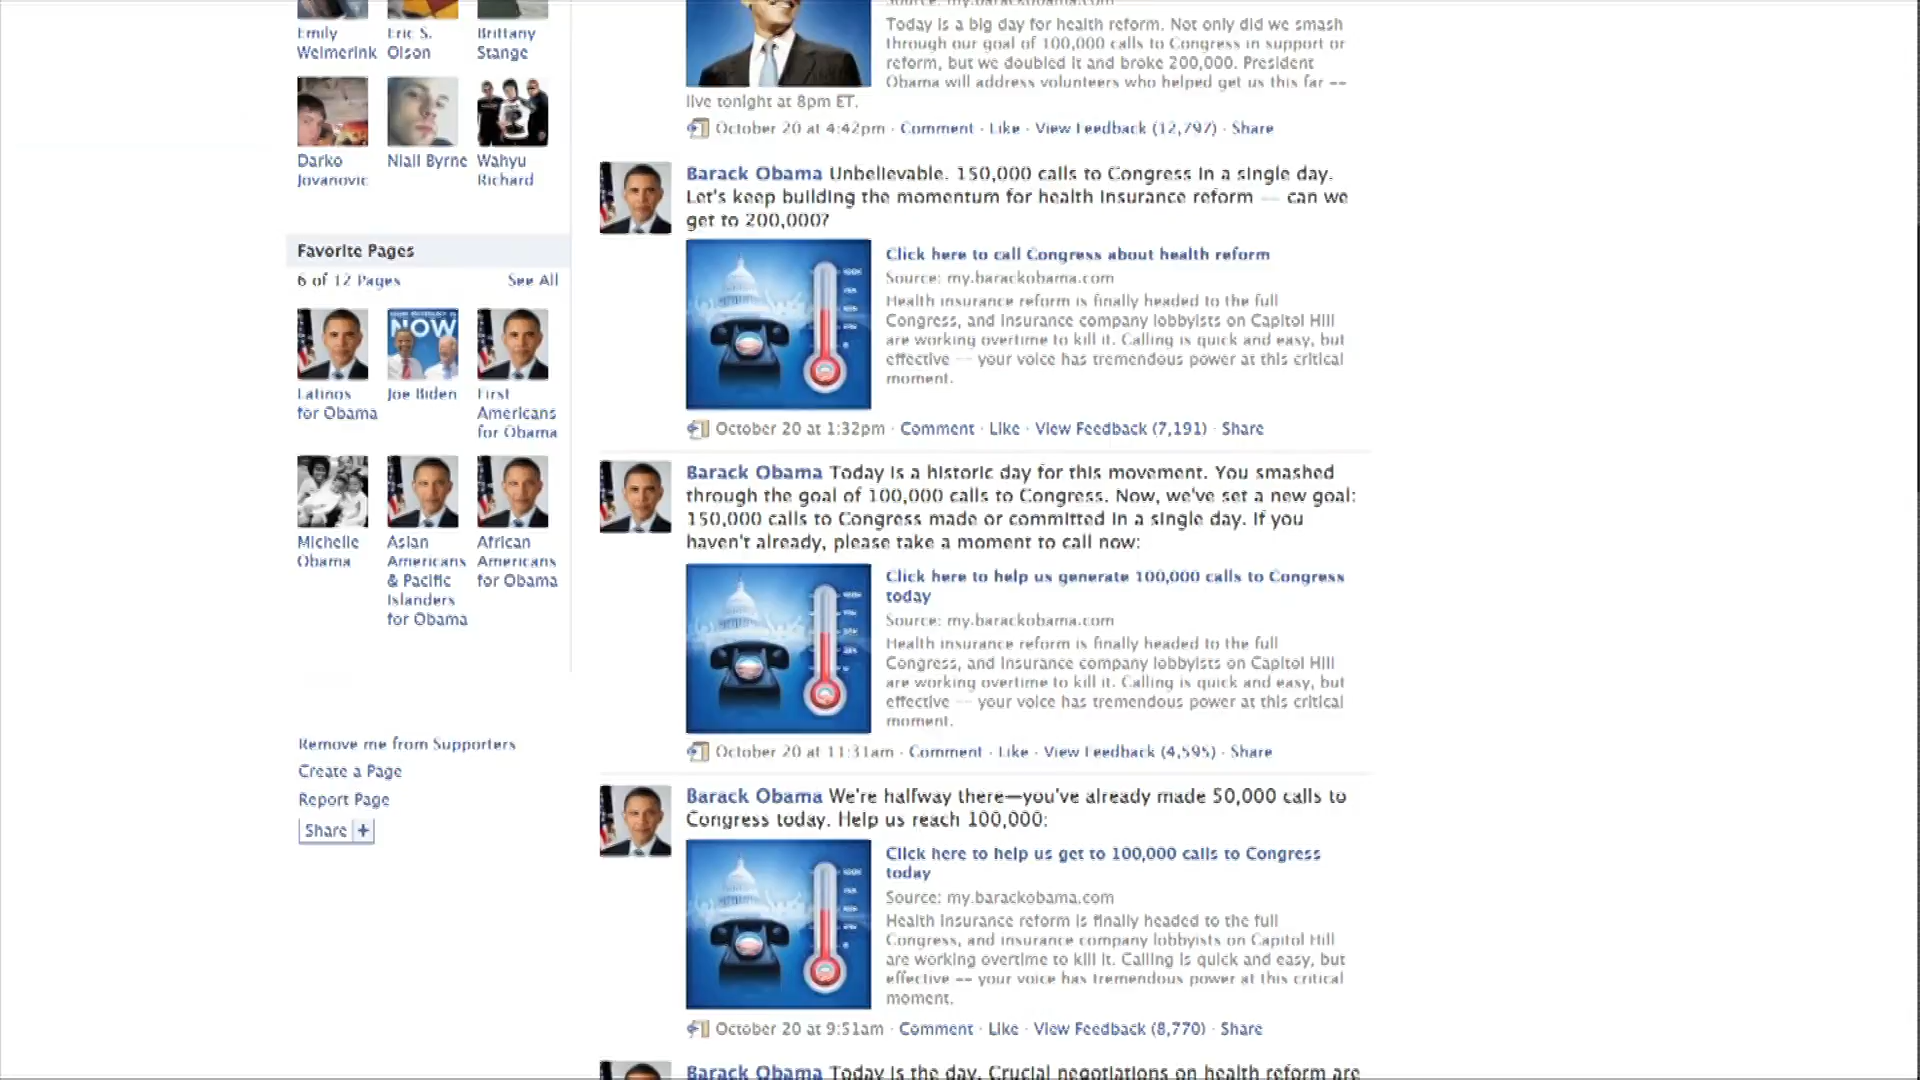 Emily
Weimerink
Eric S.
Olson
Brittany
Stange
Darko
Jovanovic
Niall Byrne
Wahyu
Richard
Favorite Pages
6 of 12 Pages
See All
NOW
Latinos
for Obama
Joe Biden
First
Americans
for Obama
Michelle
Obama
Asian
Americans
& Pacific
Islanders
for Obama
African
Americans
for Obama
Remove me from Supporters
Create a Page
Report Page
Share +
Source: my.barackobama.com
Today is a big day for health reform. Not only did we smash
through our goal of 100,000 calls to Congress in support or
reform, but we doubled it and broke 200,000. President
Obama will address volunteers who helped get us this far --
live tonight at 8pm ET.
October 20 at 4:42pm · Comment · Like · View Feedback (12,797) · Share
Barack Obama Unbelievable. 150,000 calls to Congress in a single day.
Let's keep building the momentum for health insurance reform -- can we
get to 200,000?
Click here to call Congress about health reform
Source: my.barackobama.com
Health insurance reform is finally headed to the full
Congress, and insurance company lobbyists on Capitol Hill
are working overtime to kill it. Calling is quick and easy, but
effective -- your voice has tremendous power at this critical
moment.
October 20 at 1:32pm · Comment · Like · View Feedback (7,191) · Share
Barack Obama Today is a historic day for this movement. You smashed
through the goal of 100,000 calls to Congress. Now, we've set a new goal:
150,000 calls to Congress made or committed in a single day. If you
haven't already, please take a moment to call now:
Click here to help us generate 100,000 calls to Congress
today
Source: my.barackobama.com
Health insurance reform is finally headed to the full
Congress, and insurance company lobbyists on Capitol Hill
are working overtime to kill it. Calling is quick and easy, but
effective -- your voice has tremendous power at this critical
moment.
October 20 at 11:31am · Comment · Like · View Feedback (4,595) · Share
Barack Obama We're halfway there—you've already made 50,000 calls to
Congress today. Help us reach 100,000:
Click here to help us get to 100,000 calls to Congress
today
Source: my.barackobama.com
Health insurance reform is finally headed to the full
Congress, and insurance company lobbyists on Capitol Hill
are working overtime to kill it. Calling is quick and easy, but
effective -- your voice has tremendous power at this critical
moment.
October 20 at 9:51am · Comment · Like · View Feedback (8,770) · Share
Barack Obama Today is the day. Crucial negotiations on health reform are